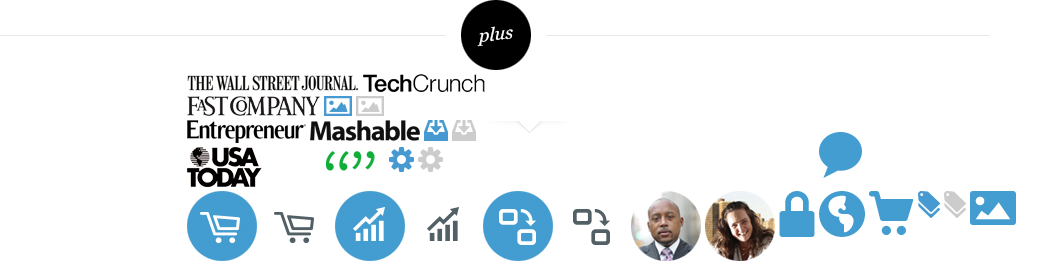 plus
THE WALL STREET JOURNAL. TechCrunch
FAST COMPANY
Entrepreneur Mashable
USA
TODAY